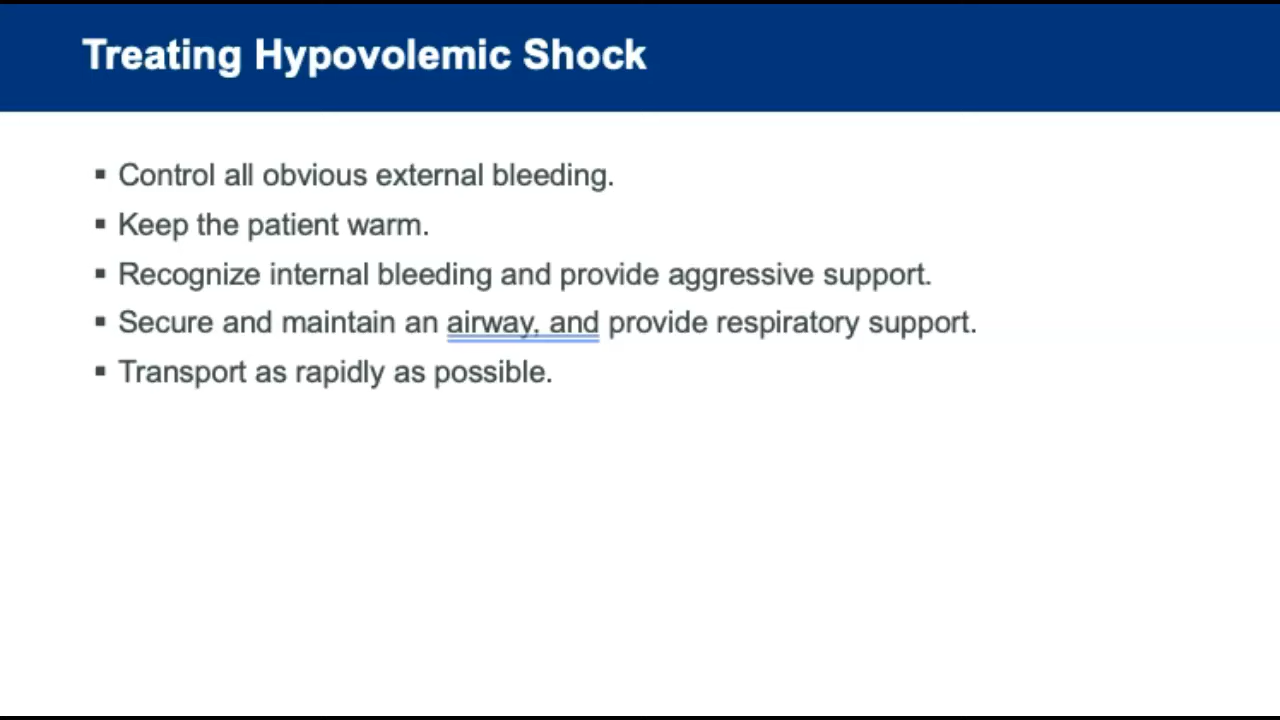 Treating Hypovolemic Shock
▪ Control all obvious external bleeding.
▪ Keep the patient warm.
▪ Recognize internal bleeding and provide aggressive support.
▪ Secure and maintain an airway, and provide respiratory support.
▪ Transport as rapidly as possible.